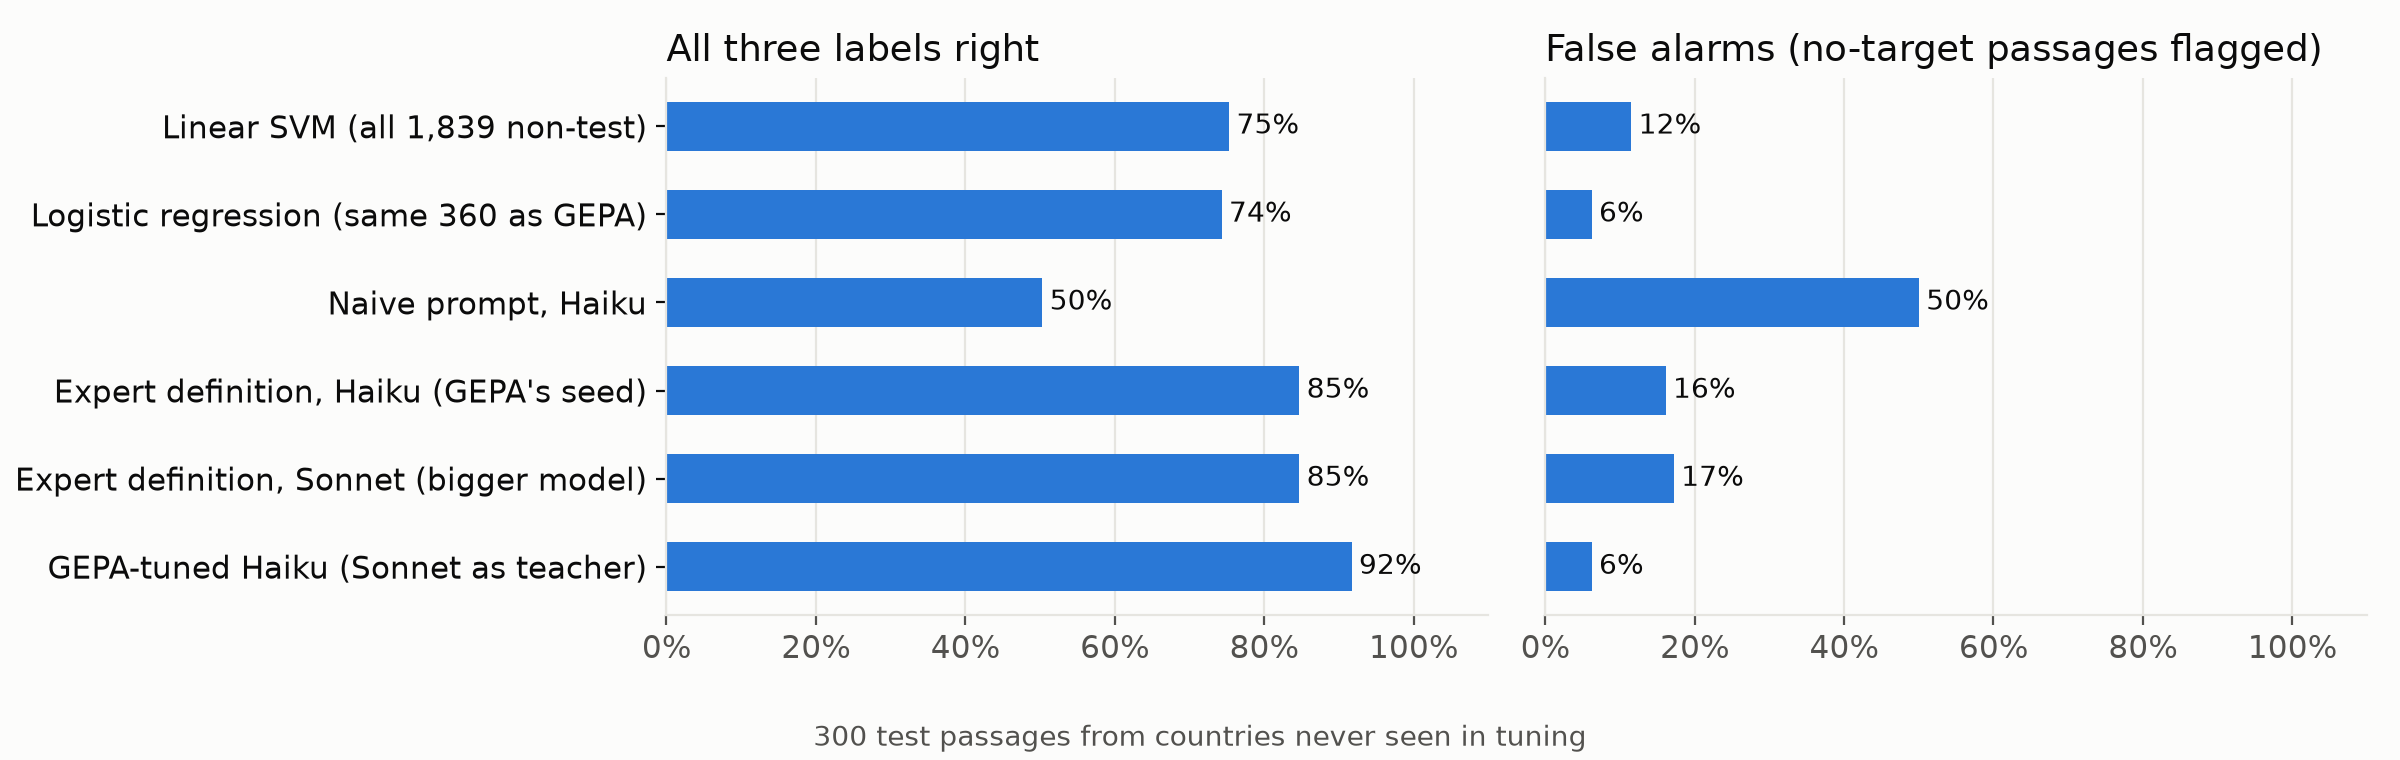 All three labels right
False alarms (no-target passages flagged)
Linear SVM (all 1,839 non-test)
75%
12%
Logistic regression (same 360 as GEPA)
74%
6%
Naive prompt, Haiku
50%
50%
Expert definition, Haiku (GEPA's seed)
85%
16%
Expert definition, Sonnet (bigger model)
85%
17%
GEPA-tuned Haiku (Sonnet as teacher)
92%
6%
0% 20% 40% 60% 80% 100%
0% 20% 40% 60% 80% 100%
300 test passages from countries never seen in tuning